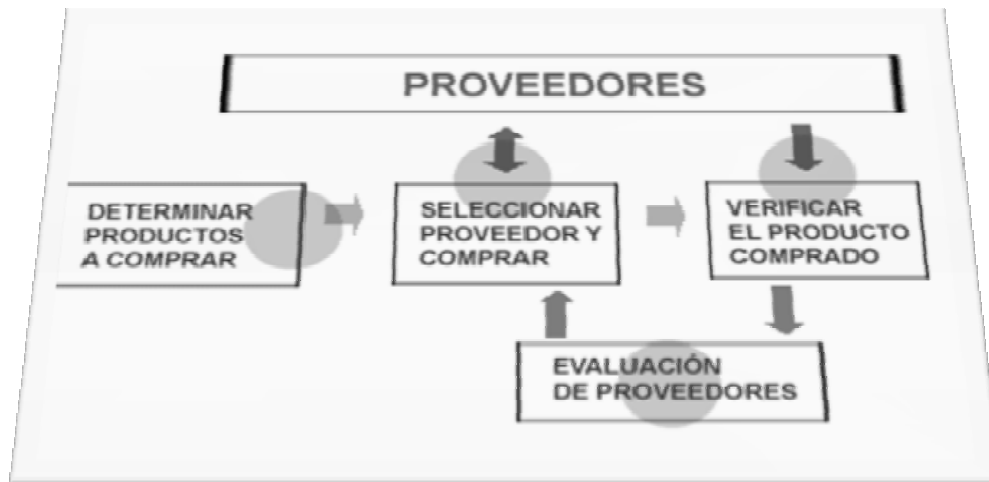 PROVEEDORES
DETERMINAR
PRODUCTOS
A COMPRAR
SELECCIONAR
PROVEEDOR Y
COMPRAR
VERIFICAR
EL PRODUCTO
COMPRADO
EVALUACIÓN
DE PROVEEDORES